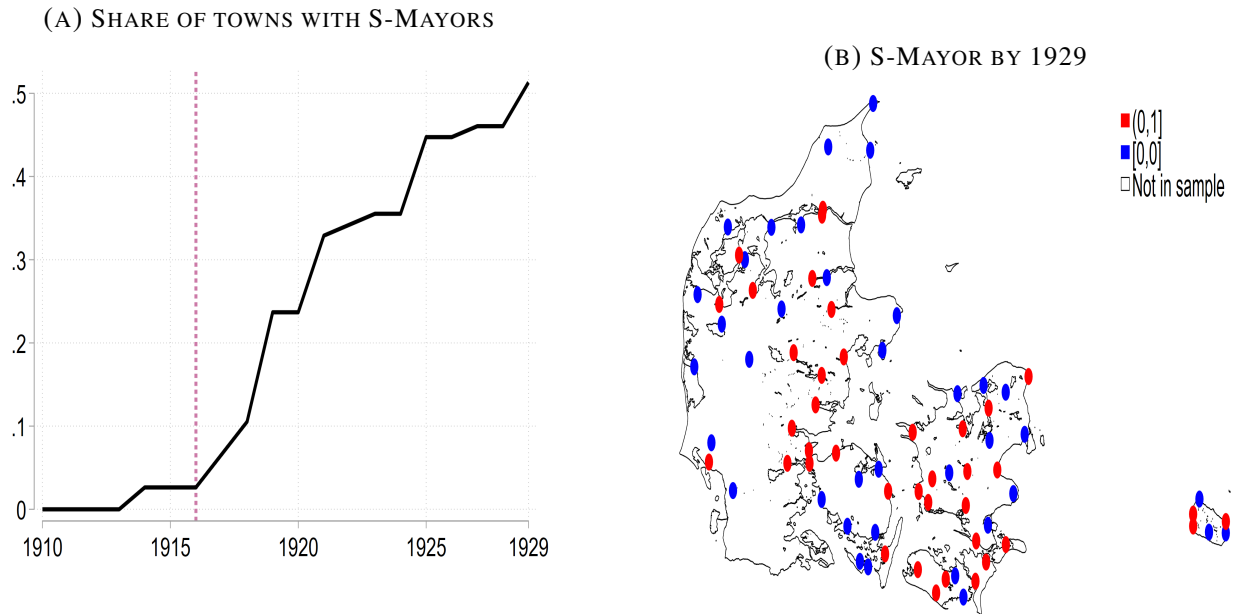 (A) SHARE OF TOWNS WITH S-MAYORS
.5
.4
.3
.2
.1
0
1910 1915 1920 1925 1929
(B) S-MAYOR BY 1929
(0,1]
[0,0]
Not in sample